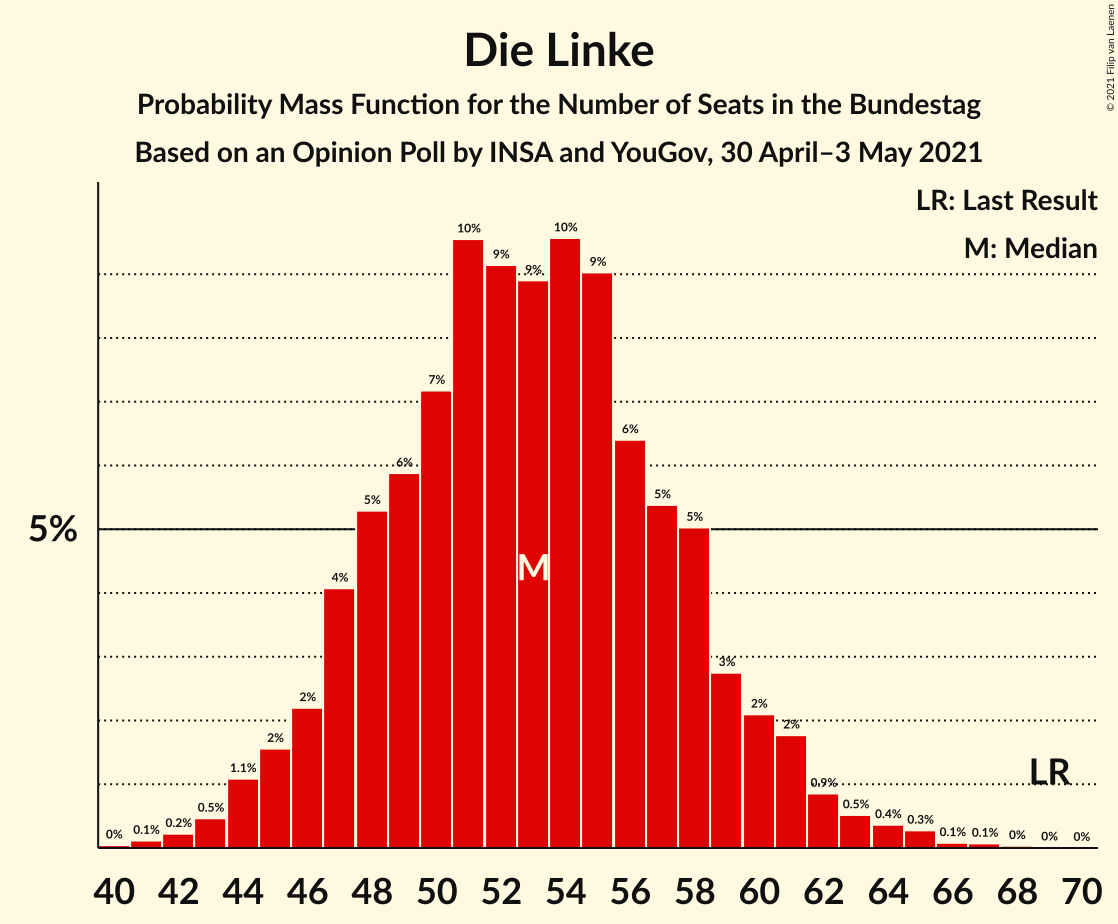 © 2021 Filip van Laenen
Die Linke
Probability Mass Function for the Number of Seats in the Bundestag
Based on an Opinion Poll by INSA and YouGov, 30 April–3 May 2021
LR: Last Result
M: Median
5%
0% 0.1% 0.2% 0.5% 1.1% 2% 2% 4% 5% 6% 7% 10% 9% 9% 10% 9% 6% 5% 5% 3% 2% 2% 0.9% 0.5% 0.4% 0.3% 0.1% 0.1% 0% 0% 0%
M
LR
40 42 44 46 48 50 52 54 56 58 60 62 64 66 68 70